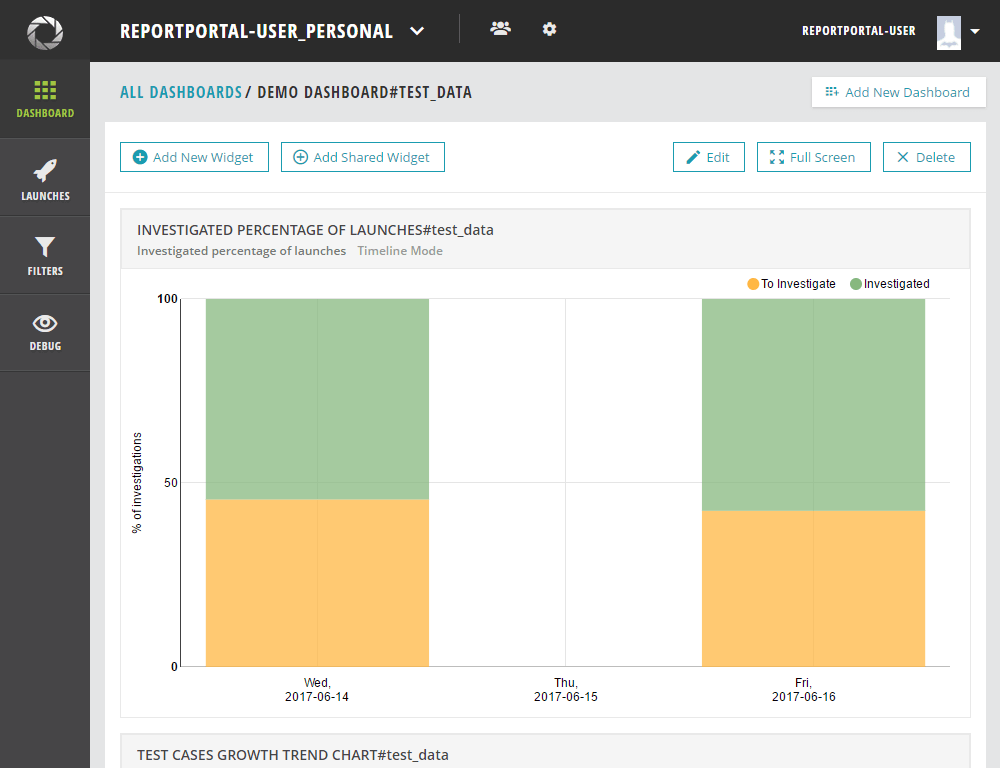 REPORTPORTAL-USER_PERSONAL
REPORTPORTAL-USER
DASHBOARD
LAUNCHES
FILTERS
DEBUG
ALL DASHBOARDS / DEMO DASHBOARD#TEST_DATA
Add New Dashboard
Add New Widget
Add Shared Widget
Edit
Full Screen
Delete
INVESTIGATED PERCENTAGE OF LAUNCHES#test_data
Investigated percentage of launches Timeline Mode
To Investigate
Investigated
100
50
0
% of investigations
Wed,
2017-06-14
Thu,
2017-06-15
Fri,
2017-06-16
TEST CASES GROWTH TREND CHART#test_data